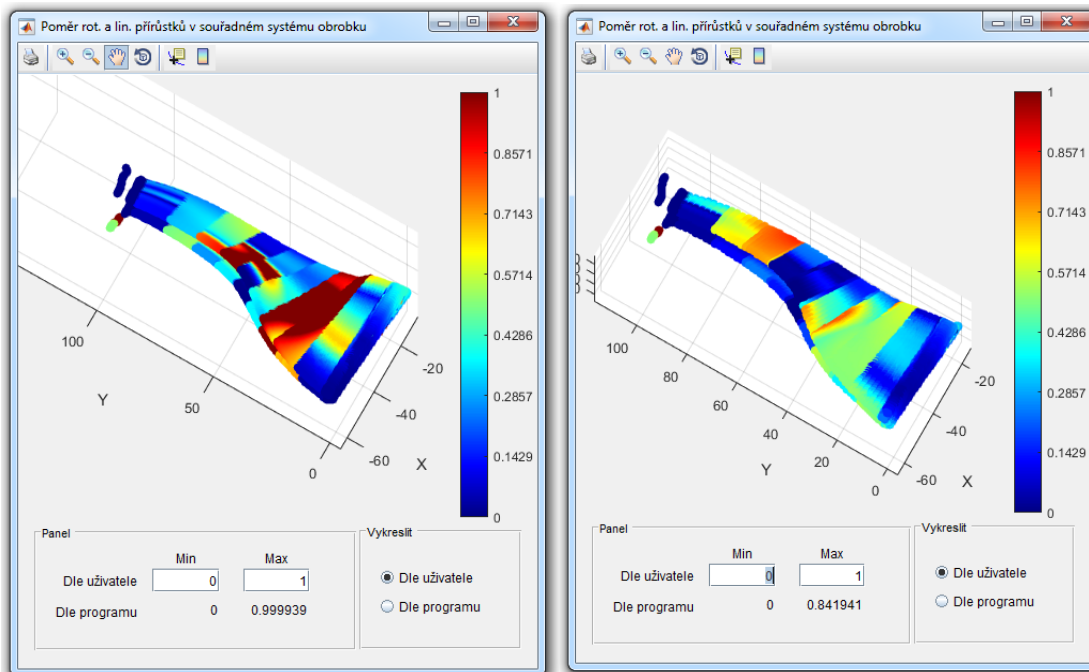 Poměr rot. a lin. přírůstků v souřadném systému obrobku
1
0.8571
0.7143
0.5714
0.4286
0.2857
0.1429
0
100
50
0
Y
-20
-40
-60
X
Panel
Min
Max
Dle uživatele
0
1
Dle programu
0
0.999939
Vykreslit
Dle uživatele
Dle programu
Poměr rot. a lin. přírůstků v souřadném systému obrobku
1
0.8571
0.7143
0.5714
0.4286
0.2857
0.1429
0
100
80
60
40
20
0
Y
-20
-40
-60
X
Panel
Min
Max
Dle uživatele
0
1
Dle programu
0
0.841941
Vykreslit
Dle uživatele
Dle programu